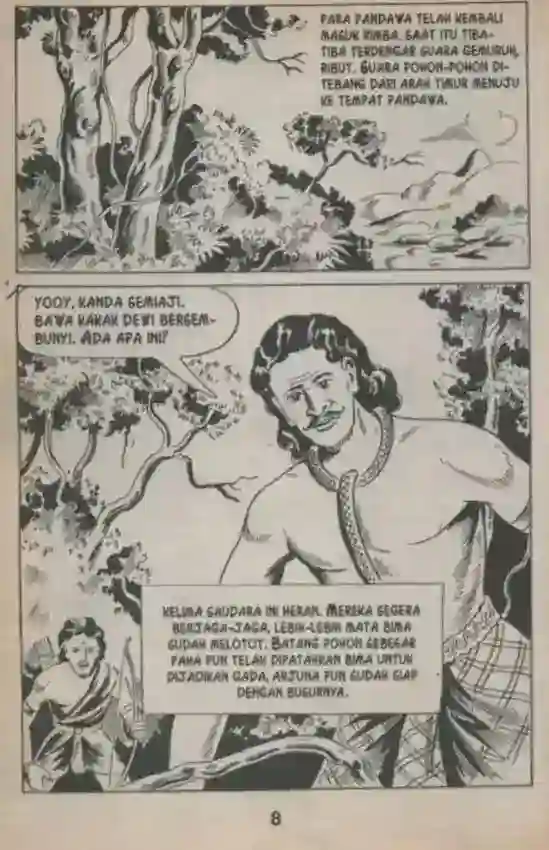 PARA PANDAWA TELAH KEMBALI
MASUK RIMBA. SAAT ITU TIBA-
TIBA TERDENGAR SUARA GEMURUH,
RIBUT. SUARA POHON-POHON DI-
TEBANG DARI ARAH TIMUR MENUJU
KE TEMPAT PANDAWA.
YOOY, KANDA SEMIAJI.
BAWA KAKAK DEWI BERSEM-
BUNYI. ADA APA INI?
KELIMA SAUDARA INI HERAN. MEREKA SEGERA
BERJAGA-JAGA, LEBIH-LEBIH MATA BIMA
SUDAH MELOTOT. BATANG POHON SEBESAR
PAHA PUN TELAH DIPATAHKAN BIMA UNTUK
DIJADIKAN GADA, ARJUNA PUN SUDAH SIAP
DENGAN BUSURNYA.
8